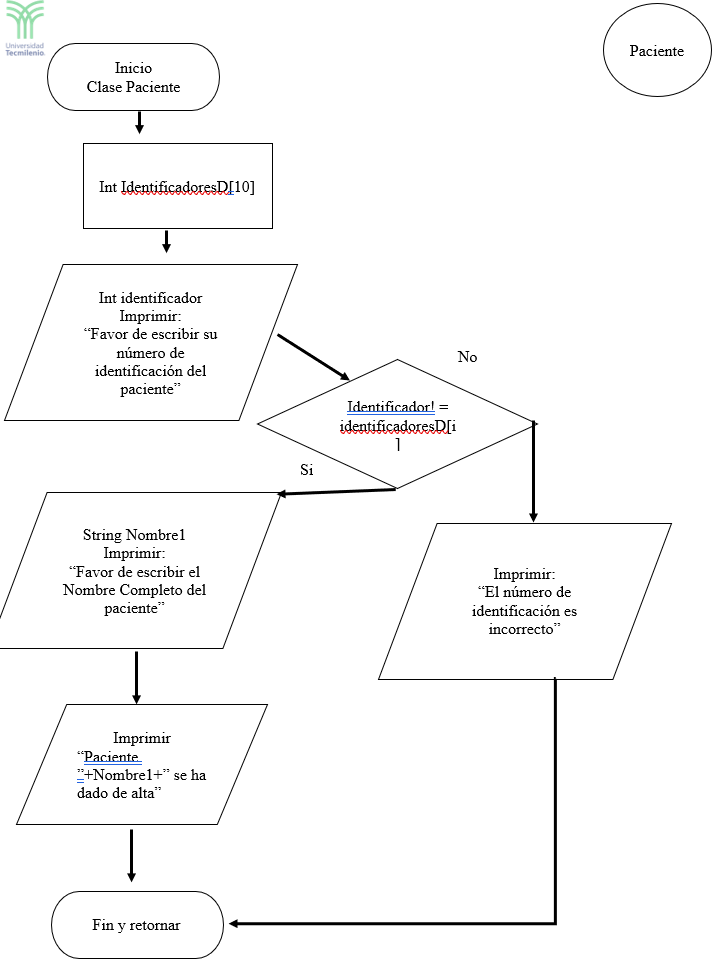 Universidad
Tecmilenio.
Paciente
Inicio
Clase Paciente
Int IdentificadoresD[10]
Int identificador
Imprimir:
“Favor de escribir su
número de
identificación del
paciente”
No
Identificador! =
identificadoresD[i
]
Si
String Nombre1
Imprimir:
“Favor de escribir el
Nombre Completo del
paciente”
Imprimir:
“El número de
identificación es
incorrecto”
Imprimir
“Paciente
”+Nombre1+” se ha
dado de alta”
Fin y retornar